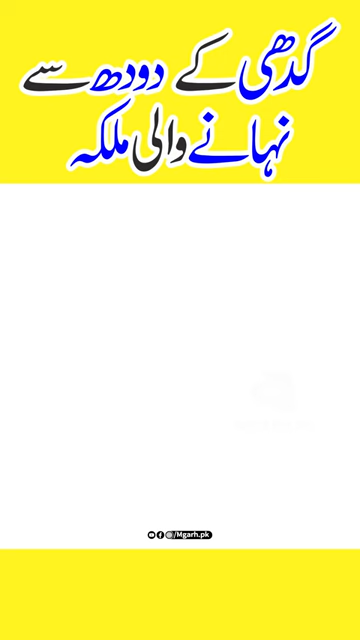 گدھی کے دودھ سے
نہانے والی ملکہ
/Mgarh.pk